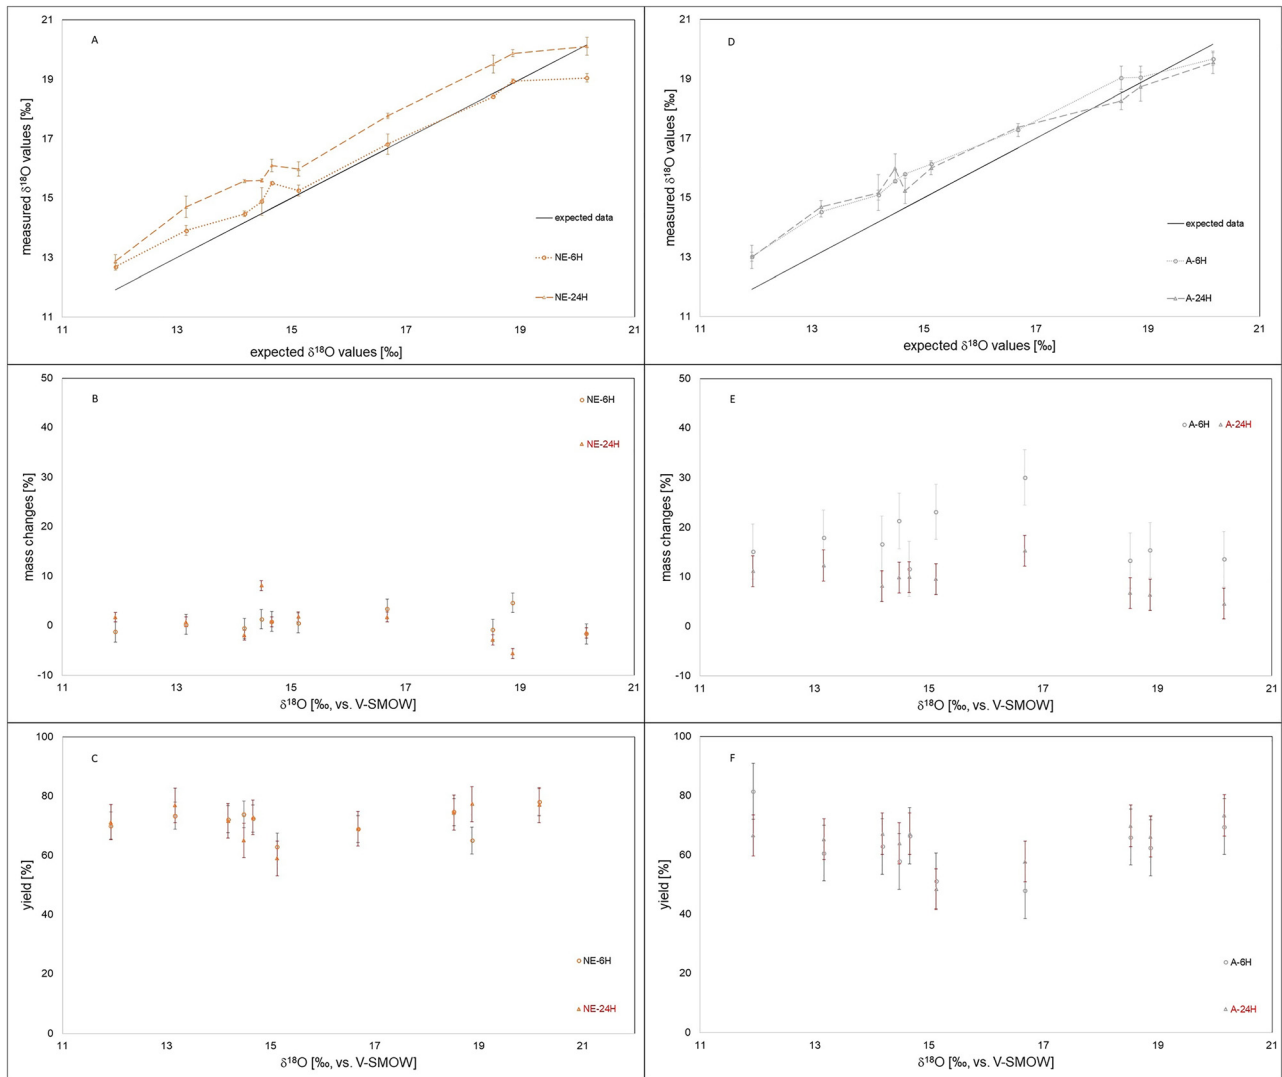 A
measured δ¹⁸O values [‰]
21
19
17
15
13
11
expected data
NE-6H
NE-24H
11 13 15 17 19 21
expected δ¹⁸O values [‰]
D
measured δ¹⁸O values [‰]
21
19
17
15
13
11
expected data
A-6H
A-24H
11 13 15 17 19 21
expected δ¹⁸O values [‰]
B
mass changes [%]
50
40
30
20
10
0
-10
NE-6H
NE-24H
11 13 15 17 19 21
δ¹⁸O [‰, vs. V-SMOW]
E
mass changes [%]
50
40
30
20
10
0
-10
A-6H A-24H
11 13 15 17 19 21
δ¹⁸O [‰, vs. V-SMOW]
C
yield [%]
100
80
60
40
20
0
NE-6H
NE-24H
11 13 15 17 19 21
δ¹⁸O [‰, vs. V-SMOW]
F
yield [%]
100
80
60
40
20
0
A-6H
A-24H
11 13 15 17 19 21
δ¹⁸O [‰, vs. V-SMOW]